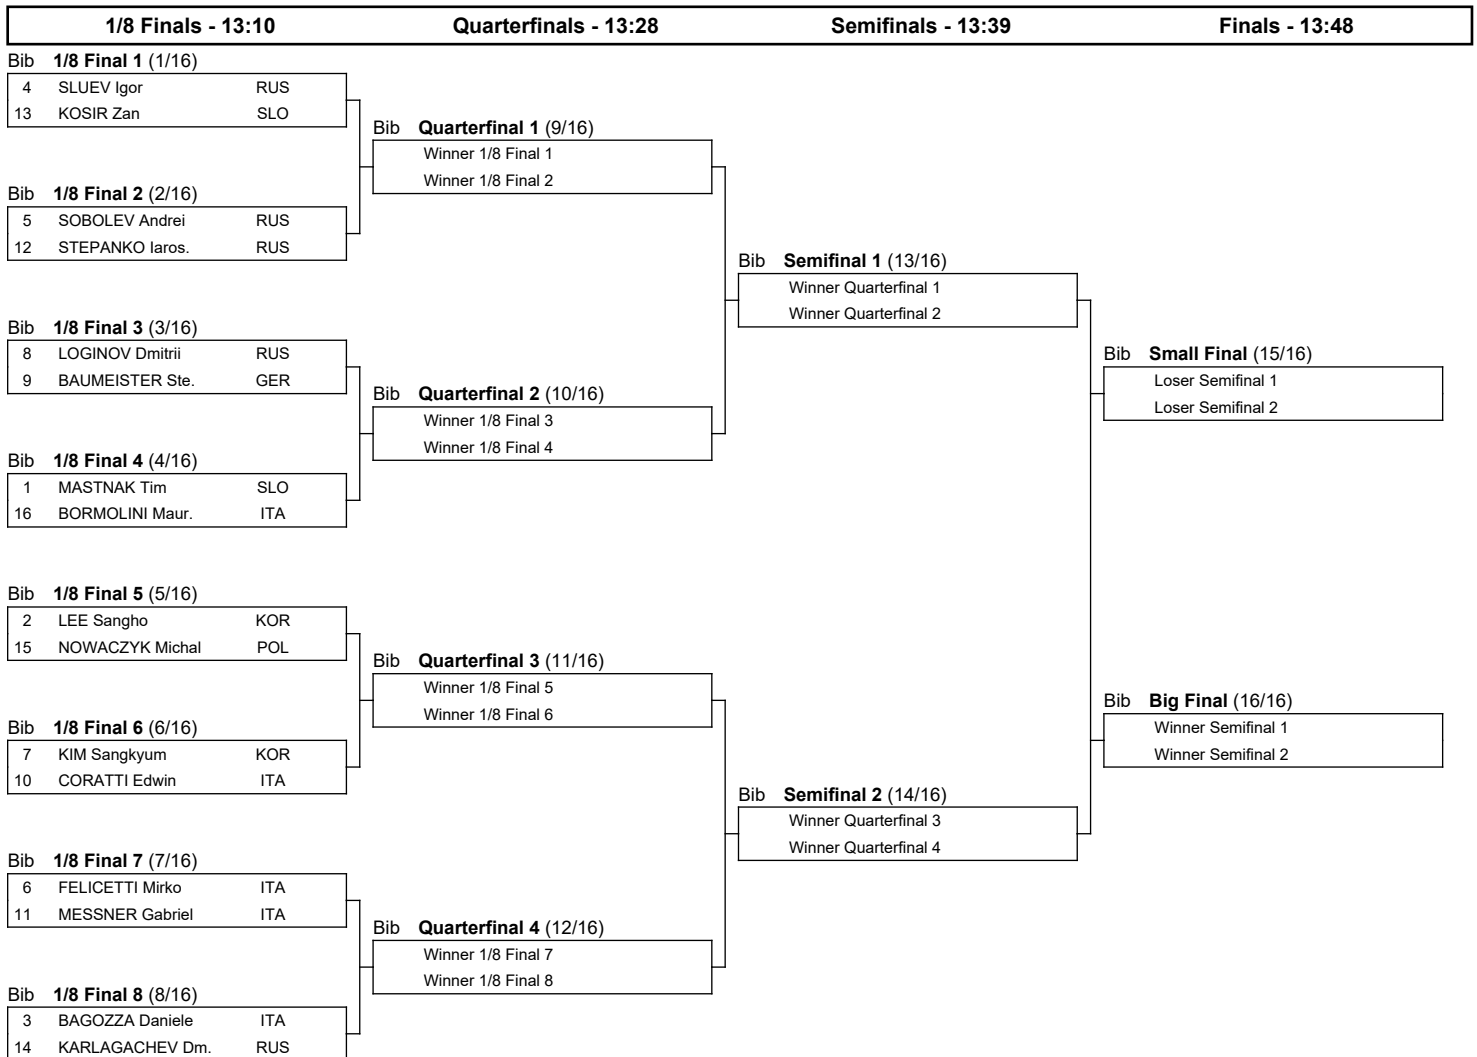 1/8 Finals - 13:10 Quarterfinals - 13:28 Semifinals - 13:39 Finals - 13:48
Bib 1/8 Final 1 (1/16)
4 SLUEV Igor RUS
13 KOSIR Zan SLO
Bib 1/8 Final 2 (2/16)
5 SOBOLEV Andrei RUS
12 STEPANKO Iaros. RUS
Bib 1/8 Final 3 (3/16)
8 LOGINOV Dmitrii RUS
9 BAUMEISTER Ste. GER
Bib 1/8 Final 4 (4/16)
1 MASTNAK Tim SLO
16 BORMOLINI Maur. ITA
Bib 1/8 Final 5 (5/16)
2 LEE Sangho KOR
15 NOWACZYK Michal POL
Bib 1/8 Final 6 (6/16)
7 KIM Sangkyum KOR
10 CORATTI Edwin ITA
Bib 1/8 Final 7 (7/16)
6 FELICETTI Mirko ITA
11 MESSNER Gabriel ITA
Bib 1/8 Final 8 (8/16)
3 BAGOZZA Daniele ITA
14 KARLAGACHEV Dm. RUS
Bib Quarterfinal 1 (9/16)
Winner 1/8 Final 1
Winner 1/8 Final 2
Bib Quarterfinal 2 (10/16)
Winner 1/8 Final 3
Winner 1/8 Final 4
Bib Quarterfinal 3 (11/16)
Winner 1/8 Final 5
Winner 1/8 Final 6
Bib Quarterfinal 4 (12/16)
Winner 1/8 Final 7
Winner 1/8 Final 8
Bib Semifinal 1 (13/16)
Winner Quarterfinal 1
Winner Quarterfinal 2
Bib Semifinal 2 (14/16)
Winner Quarterfinal 3
Winner Quarterfinal 4
Bib Small Final (15/16)
Loser Semifinal 1
Loser Semifinal 2
Bib Big Final (16/16)
Winner Semifinal 1
Winner Semifinal 2